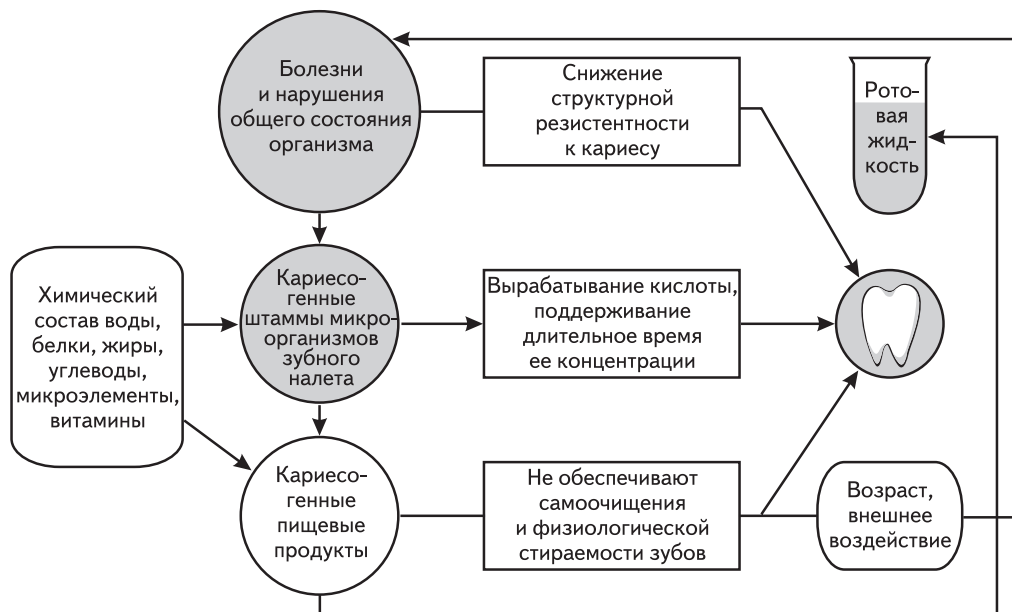 Болезни
и нарушения
общего состояния
организма
Снижение
структурной
резистентности
к кариесу
Рото-
вая
жид-
кость
Химический
состав воды,
белки, жиры,
углеводы,
микроэлементы,
витамины
Кариесо-
генные
штаммы микро-
организмов
зубного
налета
Вырабатывание кислоты,
поддерживание
длительное время
ее концентрации
Кариесо-
генные
пищевые
продукты
Не обеспечивают
самоочищения
и физиологической
стираемости зубов
Возраст,
внешнее
воздействие